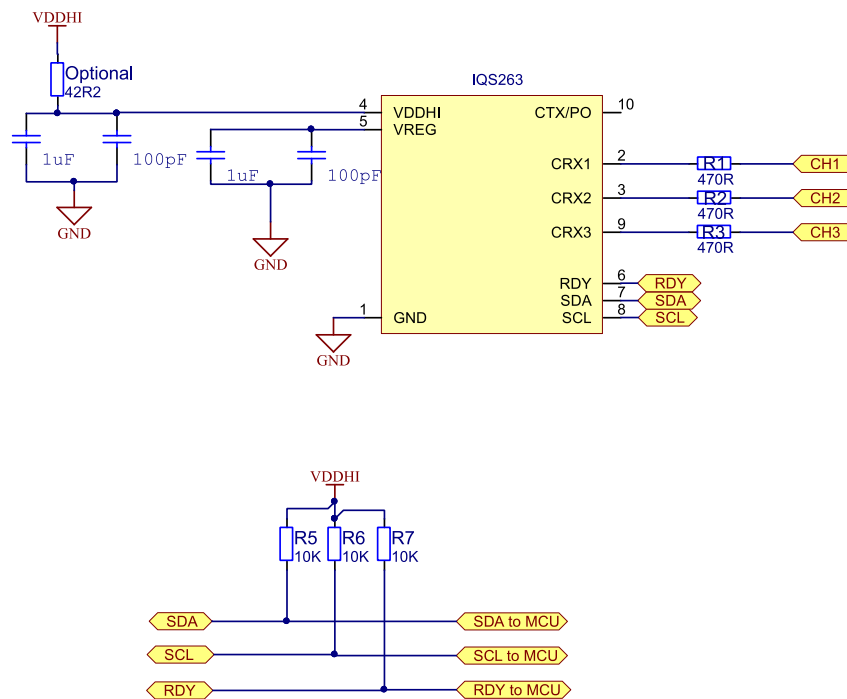 VDDHI
Optional
42R2
1uF
100pF
GND
1uF
100pF
GND
IQS263
4 VDDHI
5 VREG
1 GND
GND
CTX/PO 10
CRX1 2
CRX2 3
CRX3 9
RDY 6
SDA 7
SCL 8
R1
470R
CH1
R2
470R
CH2
R3
470R
CH3
RDY
SDA
SCL
VDDHI
R5
10K
R6
10K
R7
10K
SDA SDA to MCU
SCL SCL to MCU
RDY RDY to MCU